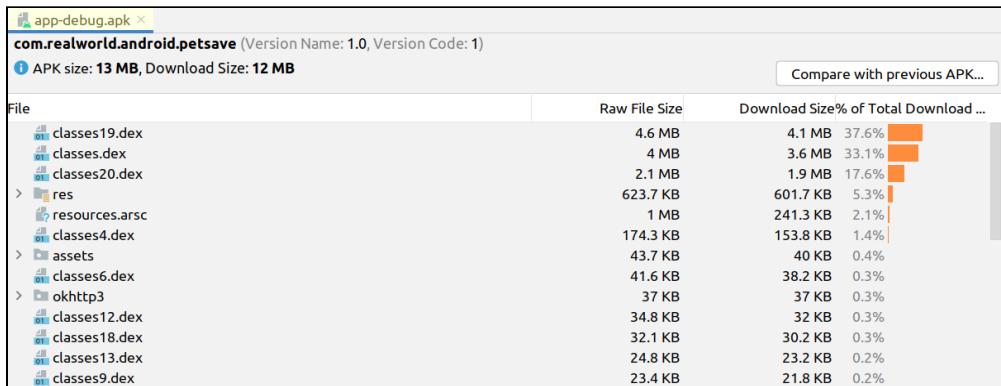 app-debug.apk
com.realworld.android.petsave (Version Name: 1.0, Version Code: 1)
APK size: 13 MB, Download Size: 12 MB
Compare with previous APK...
File Raw File Size Download Size % of Total Download ...
classes19.dex 4.6 MB 4.1 MB 37.6%
classes.dex 4 MB 3.6 MB 33.1%
classes20.dex 2.1 MB 1.9 MB 17.6%
res 623.7 KB 601.7 KB 5.3%
resources.arsc 1 MB 241.3 KB 2.1%
classes4.dex 174.3 KB 153.8 KB 1.4%
assets 43.7 KB 40 KB 0.4%
classes6.dex 41.6 KB 38.2 KB 0.3%
okhttp3 37 KB 37 KB 0.3%
classes12.dex 34.8 KB 32 KB 0.3%
classes18.dex 32.1 KB 30.2 KB 0.3%
classes13.dex 24.8 KB 23.2 KB 0.2%
classes9.dex 23.4 KB 21.8 KB 0.2%